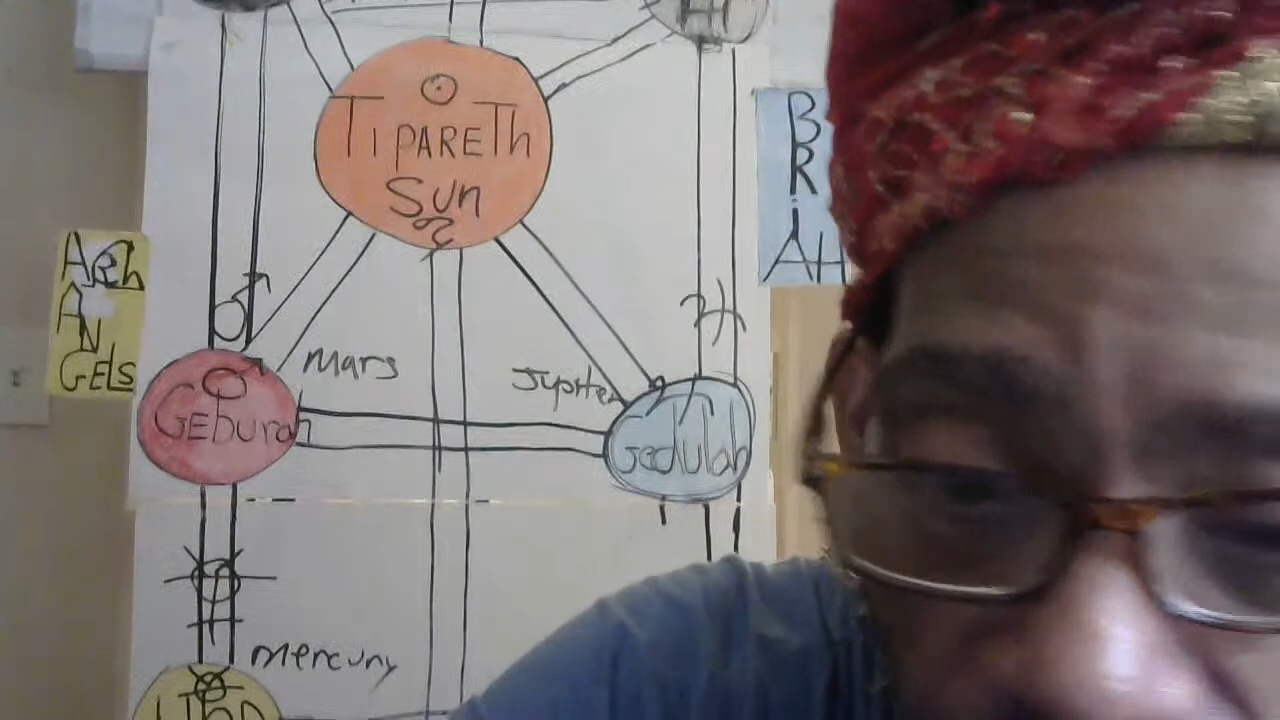 TIPARETh
Sun
BRiAH
Arch
AN
GELS
mars
Jupiter
GEburah
Gedulah
mercury